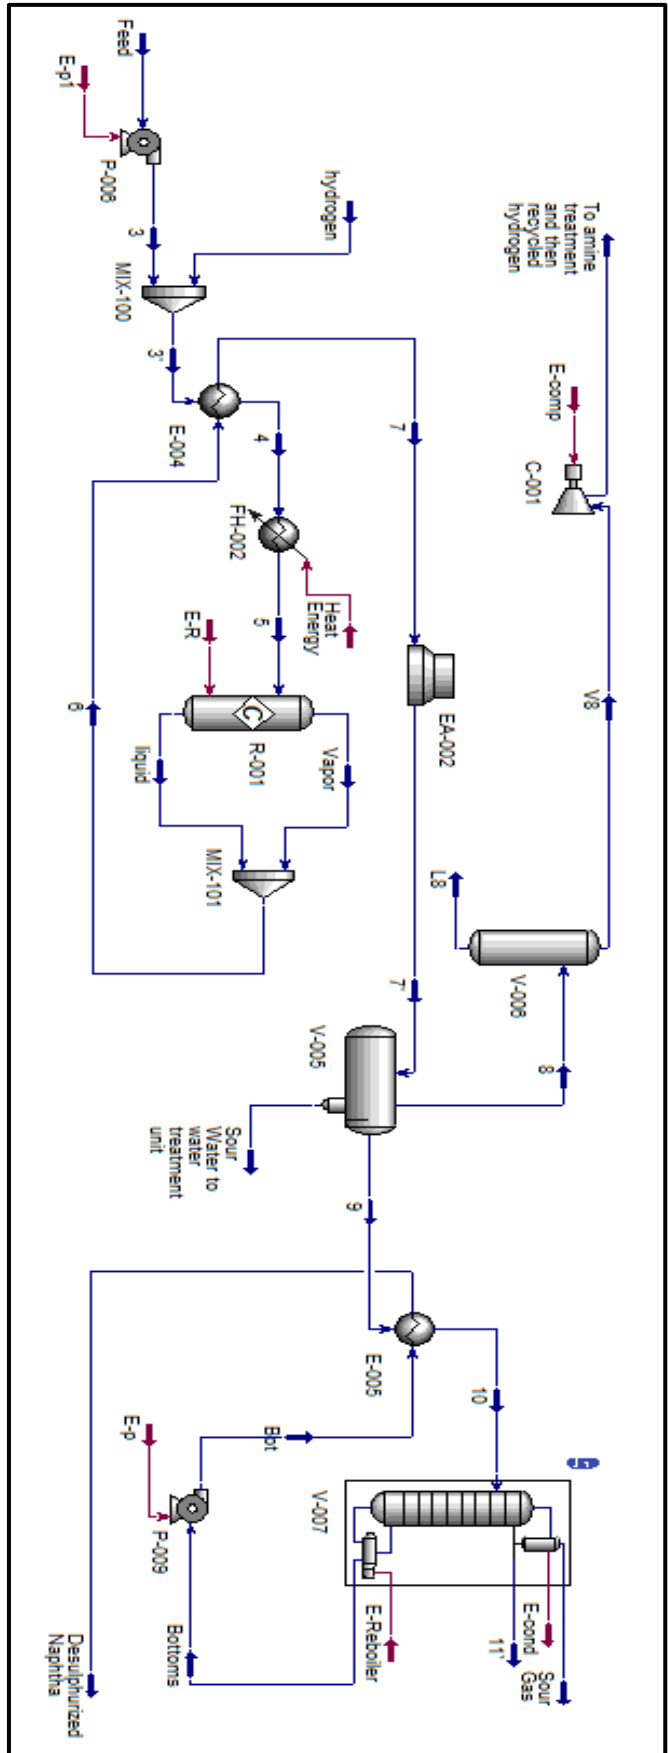 To amine
treatment
and then
recycled
hydrogen
E-comp
C-001
V8
L8
V-006
8
hydrogen
7
EA-002
7'
V-005
Sour
Water to
water
treatment
unit
9
Feed
E-p1
P-006
3
MIX-100
3'
E-004
4
FH-002
Heat
Energy
5
E-R
R-001
Vapor
liquid
MIX-101
6
E-005
10
V-007
E-cond
Sour
Gas
11'
E-Reboiler
Bottoms
Bot
E-p
P-009
Desulphurized
Naphtha